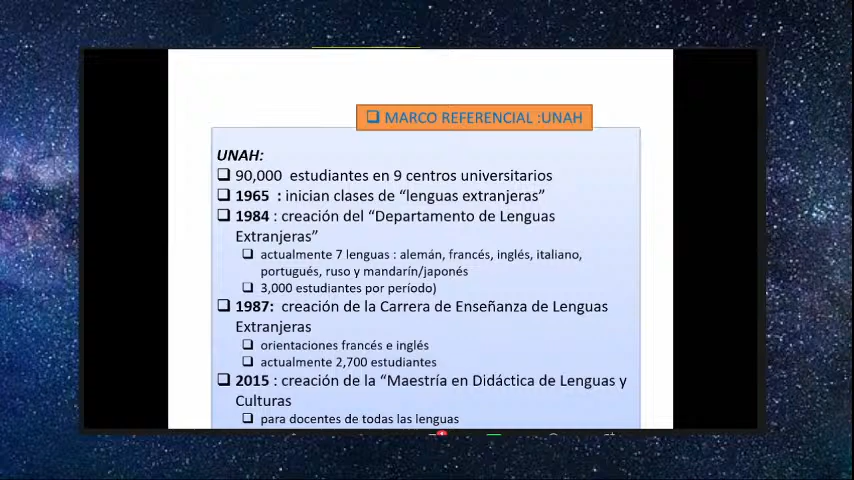 MARCO REFERENCIAL :UNAH
UNAH:
90,000 estudiantes en 9 centros universitarios
1965 : inician clases de “lenguas extranjeras”
1984 : creación del “Departamento de Lenguas
Extranjeras”
actualmente 7 lenguas : alemán, francés, inglés, italiano,
portugués, ruso y mandarín/japonés
3,000 estudiantes por período)
1987: creación de la Carrera de Enseñanza de Lenguas
Extranjeras
orientaciones francés e inglés
actualmente 2,700 estudiantes
2015 : creación de la “Maestría en Didáctica de Lenguas y
Culturas
para docentes de todas las lenguas